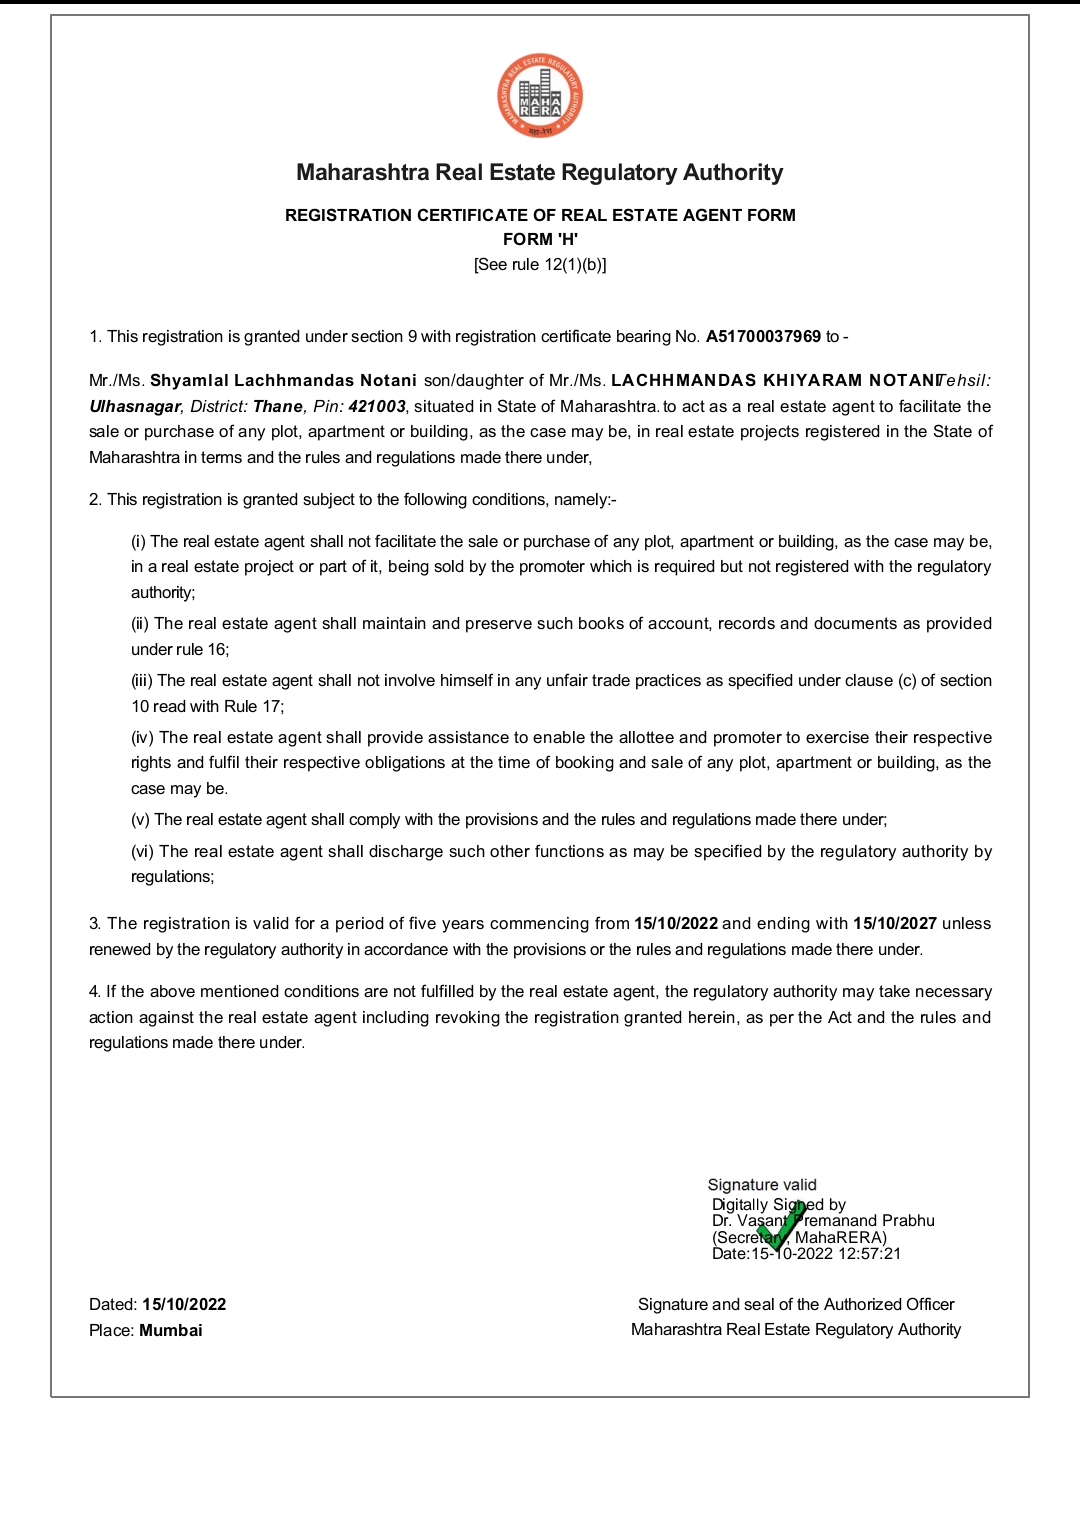 MAHARASHTRA REAL ESTATE REGULATORY AUTHORITY
MAHA
RERA
महा-रेरा
Maharashtra Real Estate Regulatory Authority
REGISTRATION CERTIFICATE OF REAL ESTATE AGENT FORM
FORM 'H'
[See rule 12(1)(b)]
1. This registration is granted under section 9 with registration certificate bearing No. A51700037969 to -
Mr./Ms. Shyamlal Lachhmandas Notani son/daughter of Mr./Ms. LACHHMANDAS KHIYARAM NOTANI Tehsil:
Ulhasnagar, District: Thane, Pin: 421003, situated in State of Maharashtra. to act as a real estate agent to facilitate the
sale or purchase of any plot, apartment or building, as the case may be, in real estate projects registered in the State of
Maharashtra in terms and the rules and regulations made there under,
2. This registration is granted subject to the following conditions, namely:-
(i) The real estate agent shall not facilitate the sale or purchase of any plot, apartment or building, as the case may be,
in a real estate project or part of it, being sold by the promoter which is required but not registered with the regulatory
authority;
(ii) The real estate agent shall maintain and preserve such books of account, records and documents as provided
under rule 16;
(iii) The real estate agent shall not involve himself in any unfair trade practices as specified under clause (c) of section
10 read with Rule 17;
(iv) The real estate agent shall provide assistance to enable the allottee and promoter to exercise their respective
rights and fulfil their respective obligations at the time of booking and sale of any plot, apartment or building, as the
case may be.
(v) The real estate agent shall comply with the provisions and the rules and regulations made there under;
(vi) The real estate agent shall discharge such other functions as may be specified by the regulatory authority by
regulations;
3. The registration is valid for a period of five years commencing from 15/10/2022 and ending with 15/10/2027 unless
renewed by the regulatory authority in accordance with the provisions or the rules and regulations made there under.
4. If the above mentioned conditions are not fulfilled by the real estate agent, the regulatory authority may take necessary
action against the real estate agent including revoking the registration granted herein, as per the Act and the rules and
regulations made there under.
Signature valid
Digitally Signed by
Dr. Vasant Premanand Prabhu
(Secretary, MahaRERA)
Date:15-10-2022 12:57:21
Dated: 15/10/2022
Place: Mumbai
Signature and seal of the Authorized Officer
Maharashtra Real Estate Regulatory Authority